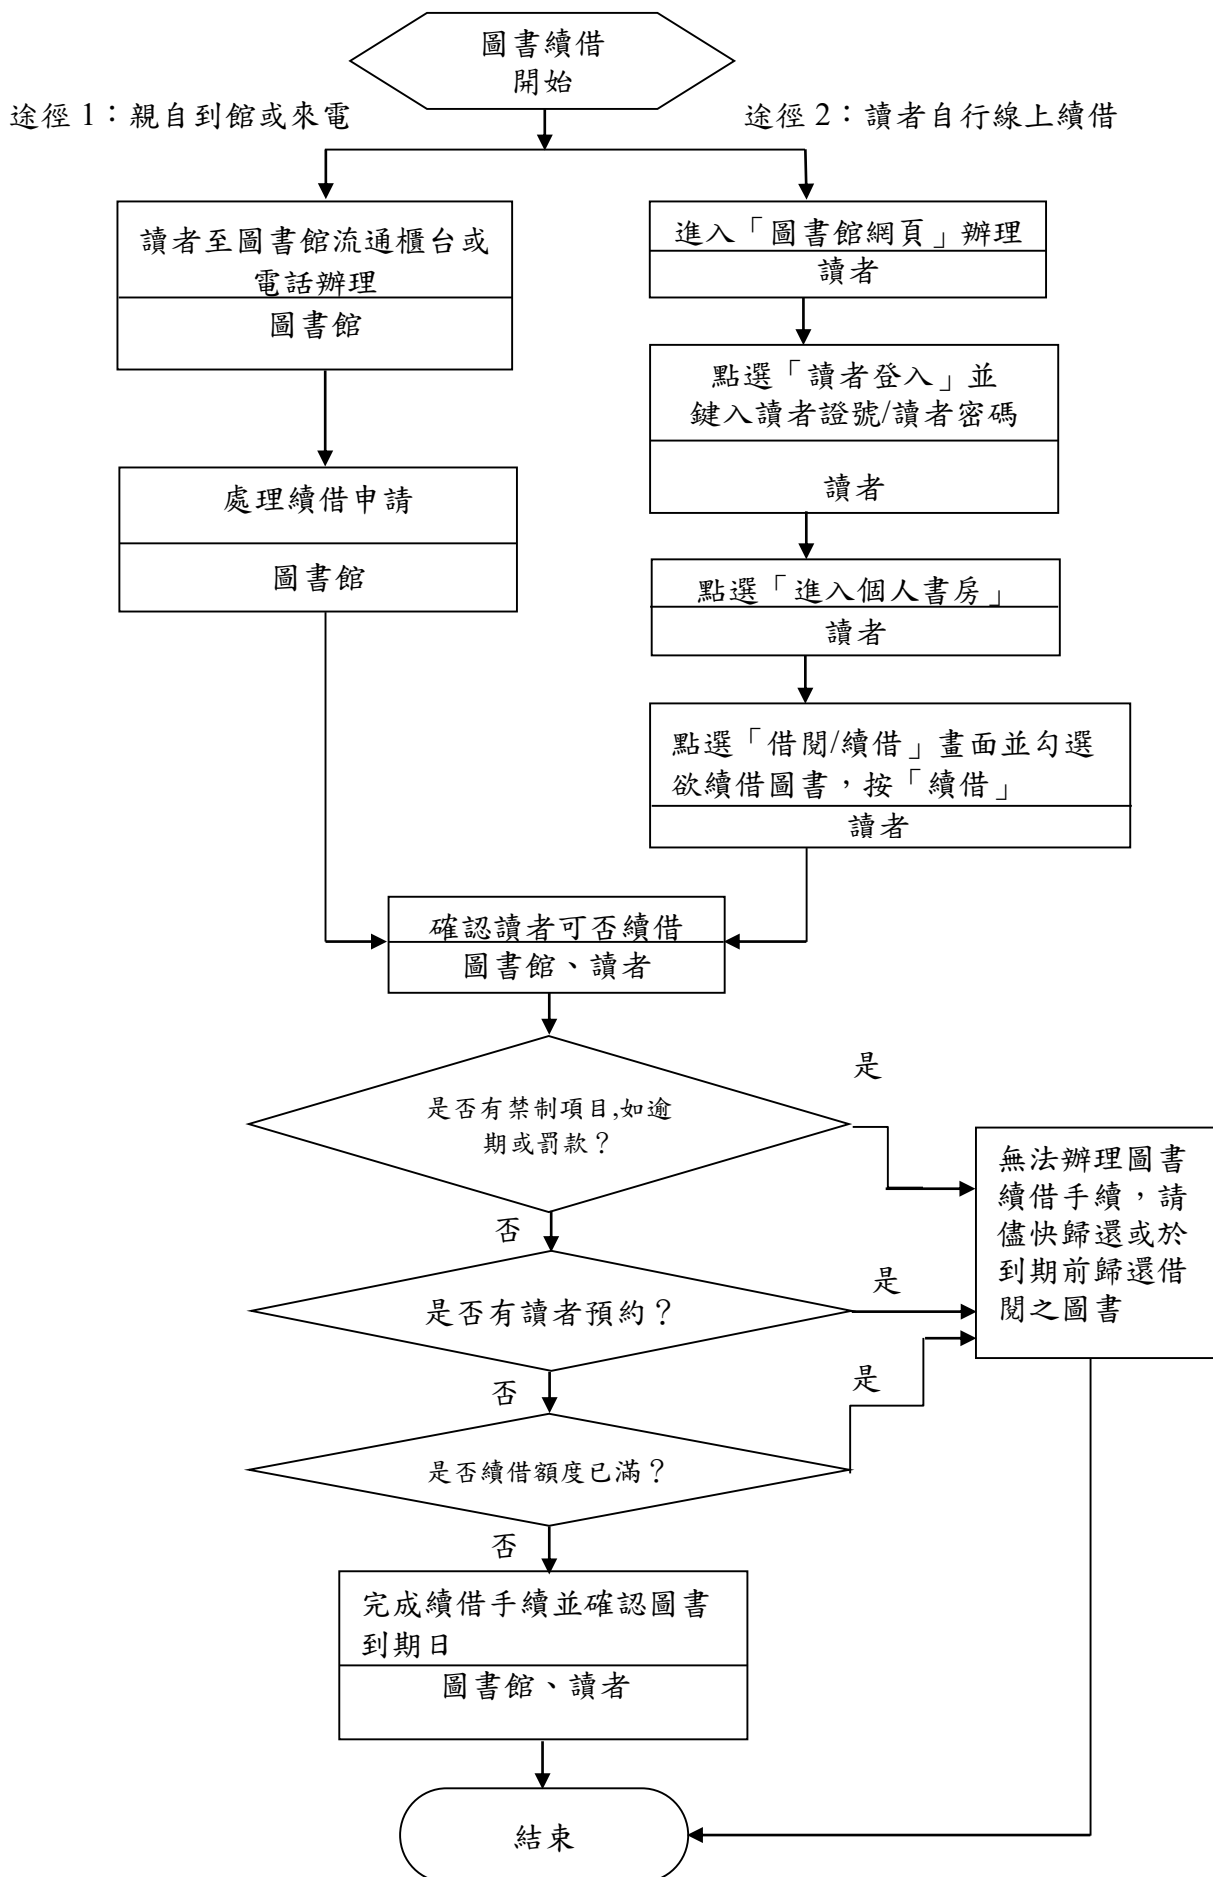 圖書續借
開始
途徑 1：親自到館或來電
途徑 2：讀者自行線上續借
讀者至圖書館流通櫃台或
電話辦理
圖書館
處理續借申請
圖書館
進入「圖書館網頁」辦理
讀者
點選「讀者登入」並
鍵入讀者證號/讀者密碼
讀者
點選「進入個人書房」
讀者
點選「借閱/續借」畫面並勾選
欲續借圖書，按「續借」
讀者
確認讀者可否續借
圖書館、讀者
是否有禁制項目,如逾
期或罰款？
是
否
無法辦理圖書
續借手續，請
儘快歸還或於
到期前歸還借
閱之圖書
是否有讀者預約？
是
否
是否續借額度已滿？
是
否
完成續借手續並確認圖書
到期日
圖書館、讀者
結束